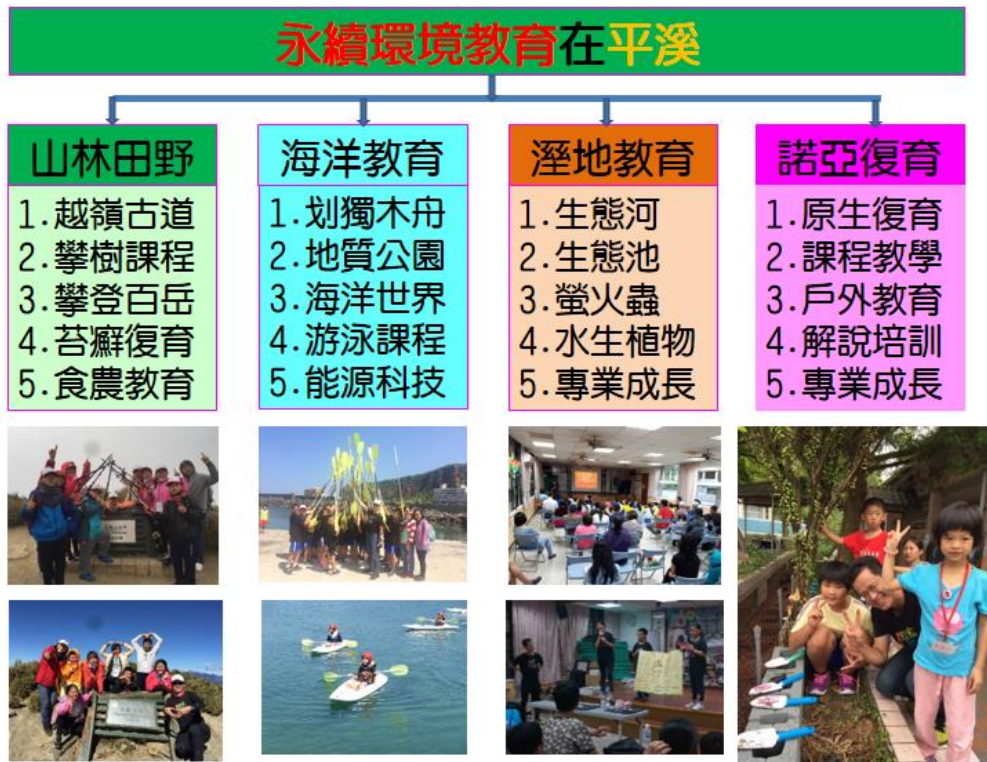 永續環境教育在平溪
山林田野
1.越嶺古道
2.攀樹課程
3.攀登百岳
4.苔癬復育
5.食農教育
海洋教育
1.划獨木舟
2.地質公園
3.海洋世界
4.游泳課程
5.能源科技
溼地教育
1.生態河
2.生態池
3.螢火蟲
4.水生植物
5.專業成長
諾亞復育
1.原生復育
2.課程教學
3.戶外教育
4.解說培訓
5.專業成長